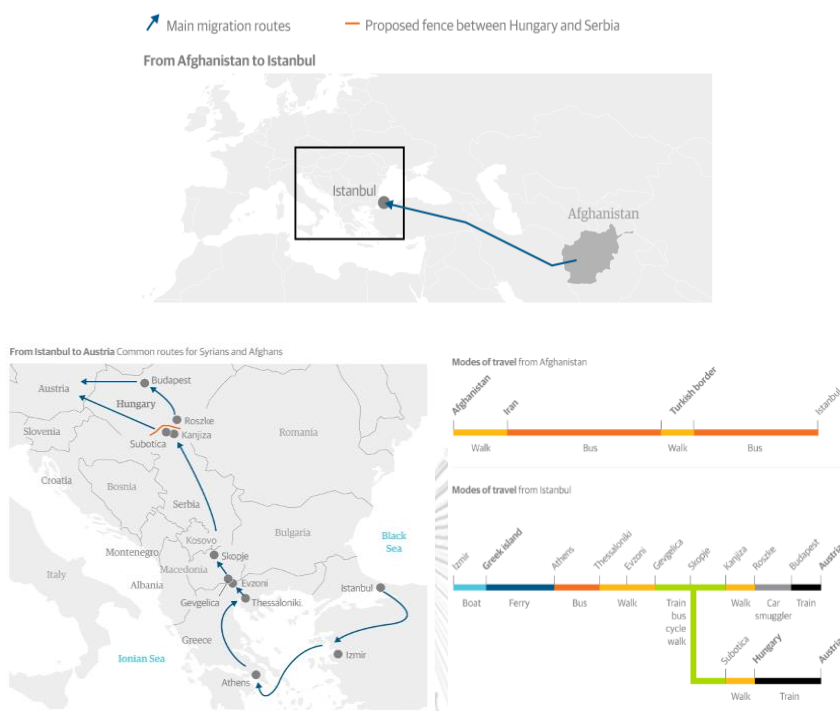 Main migration routes
Proposed fence between Hungary and Serbia
From Afghanistan to Istanbul
Istanbul
Afghanistan
From Istanbul to Austria Common routes for Syrians and Afghans
Austria
Budapest
Hungary
Roszke
Slovenia
Kanjiza
Subotica
Romania
Croatia
Bosnia
Serbia
Kosovo
Bulgaria
Black
Sea
Montenegro
Skopje
Italy
Macedonia
Albania
Evzoni
Istanbul
Gevgelica
Thessaloniki
Greece
Ionian Sea
Izmir
Athens
Modes of travel from Afghanistan
Afghanistan
Iran
Turkish border
Istanbul
Walk
Bus
Walk
Bus
Modes of travel from Istanbul
Izmir
Greek island
Athens
Thessaloniki
Evzoni
Gevgelica
Skopje
Kanjiza
Roszke
Budapest
Austria
Boat
Ferry
Bus
Walk
Train
bus
cycle
walk
Walk
Car
smuggler
Train
Subotica
Hungary
Austria
Walk
Train